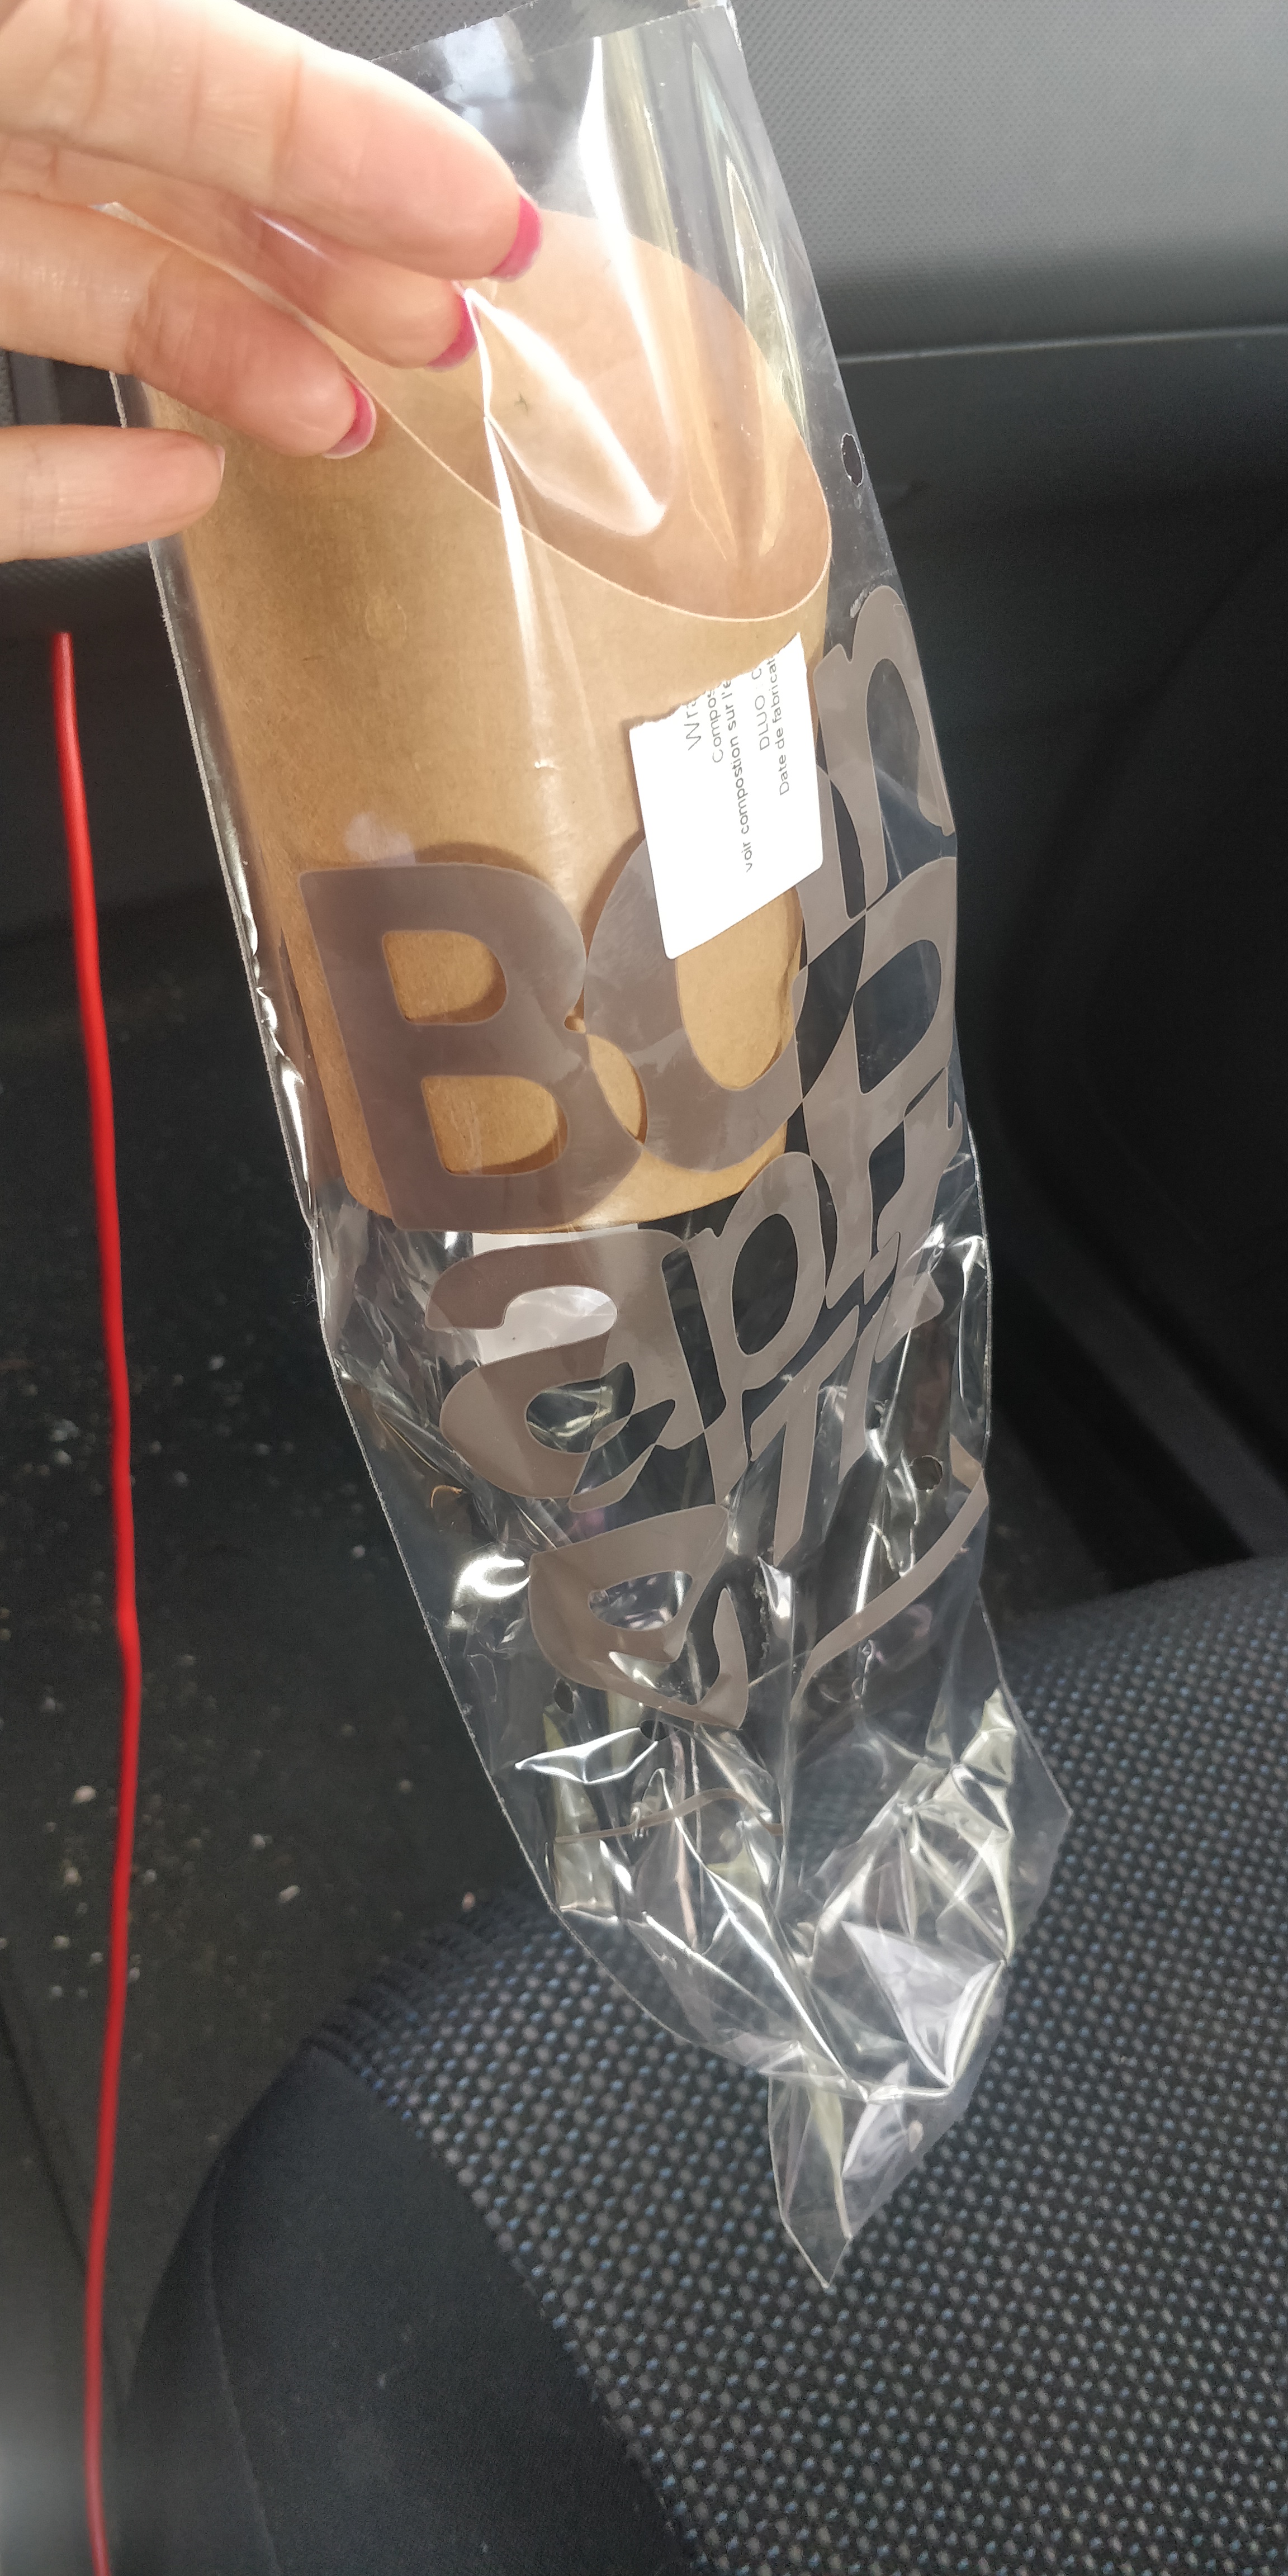 Bon
appétit
Wra
Compos
voir compostion sur l'é
DLUO C
Date de fabricat